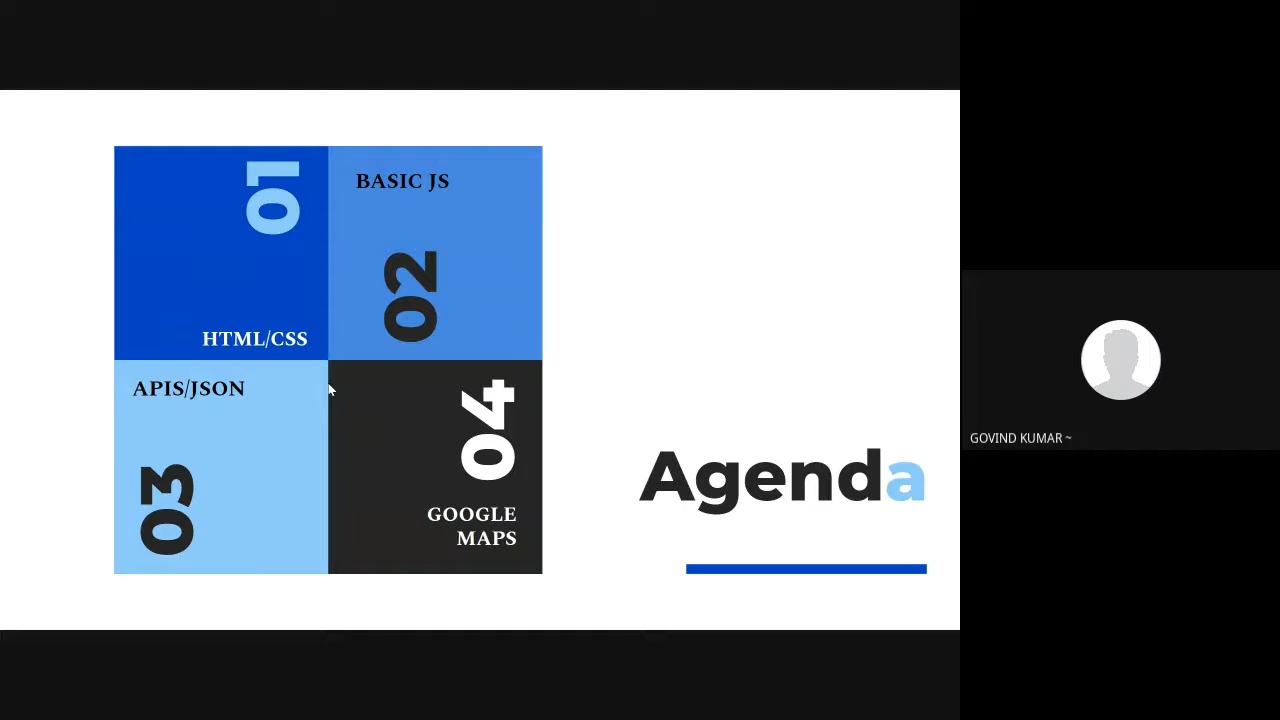 01
HTML/CSS
BASIC JS
02
APIS/JSON
03
04
GOOGLE
MAPS
Agenda
GOVIND KUMAR ~